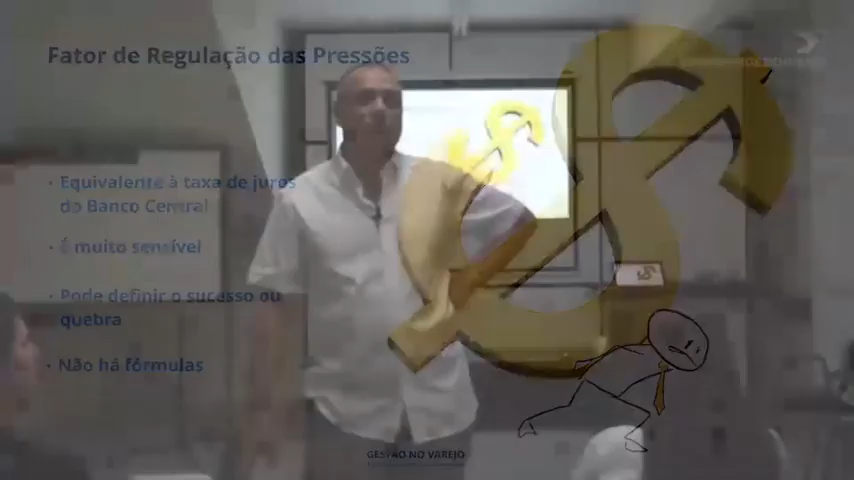 Fator de Regulação das Pressões
• Equivalente à taxa de juros
do Banco Central
• É muito sensível
• Pode definir o sucesso ou
quebra
• Não há fórmulas
GESTÃO NO VAREJO